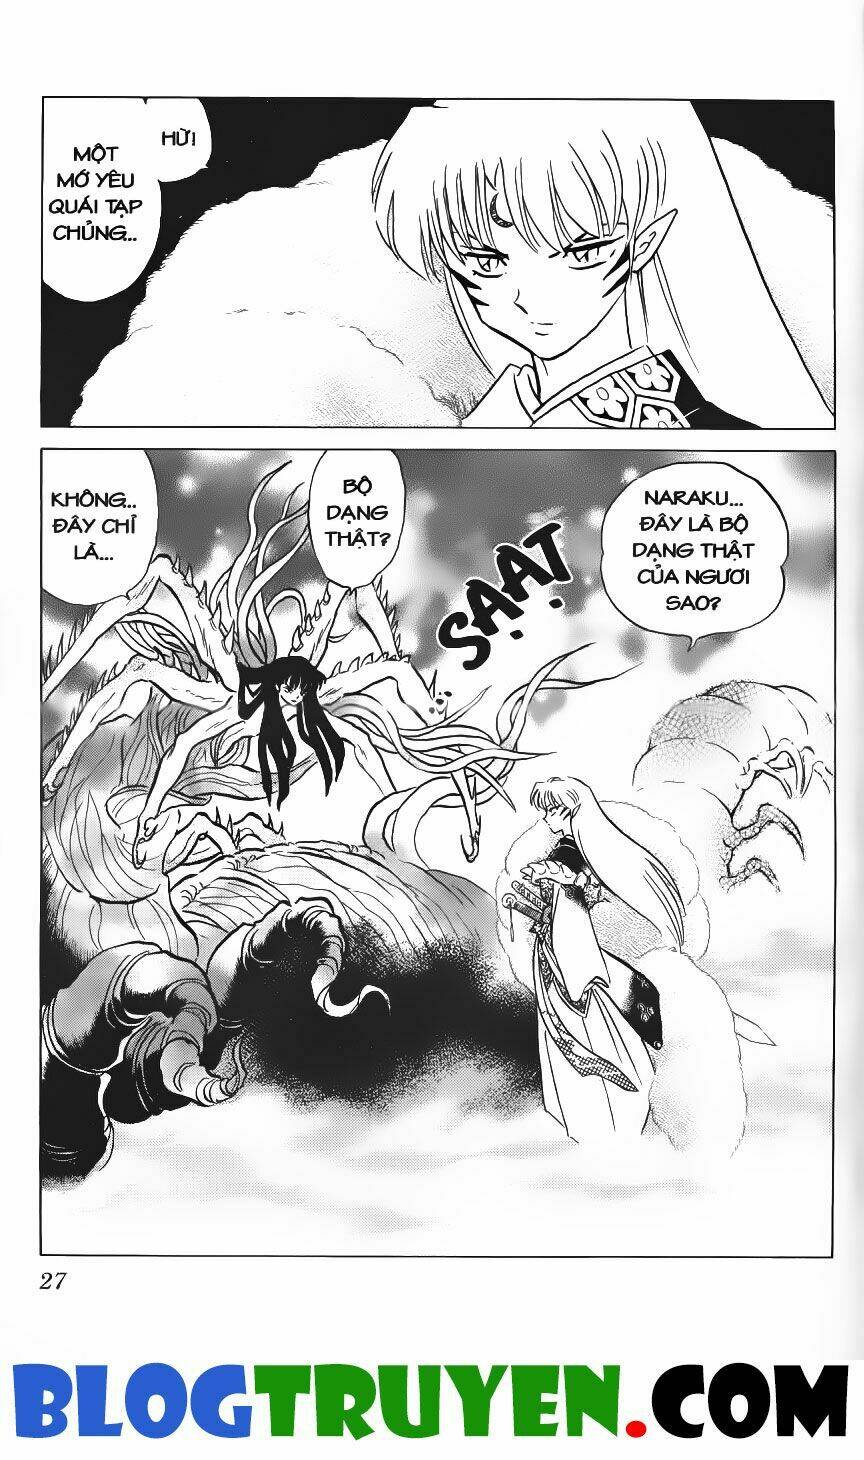 HỪ!
MỘT
MỚ YÊU
QUÁI TẠP
CHỦNG...
NARAKU...
ĐÂY LÀ BỘ
DẠNG THẬT
CỦA NGƯƠI
SAO?
SẠẠT
BỘ
DẠNG
THẬT?
KHÔNG..
ĐÂY CHỈ
LÀ...
27
BLOGTRUYEN.COM